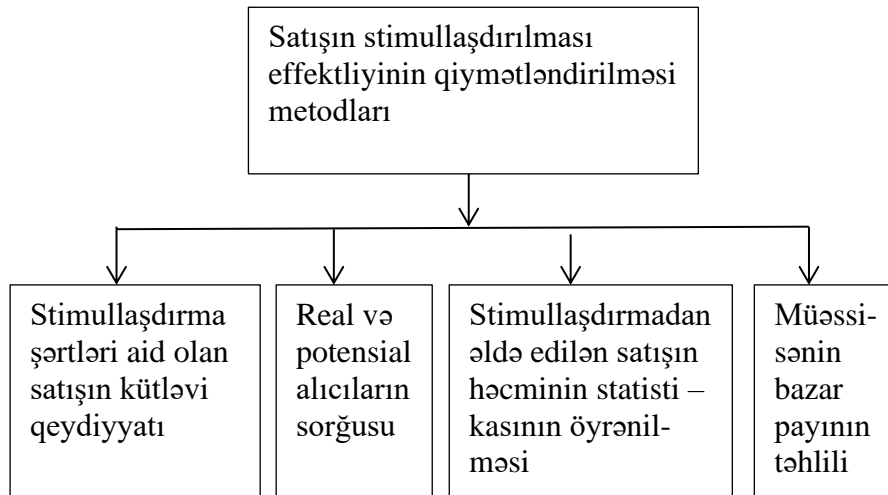 Satışın stimullaşdırılması
effektliyinin qiymətləndirilməsi
metodları
Stimullaşdırma
şərtləri aid olan
satışın kütləvi
qeydiyyatı
Real və
potensial
alıcıların
sorğusu
Stimullaşdırmadan
əldə edilən satışın
həcminin statisti –
kasının öyrənil-
məsi
Müəssi-
sənin
bazar
payının
təhlili